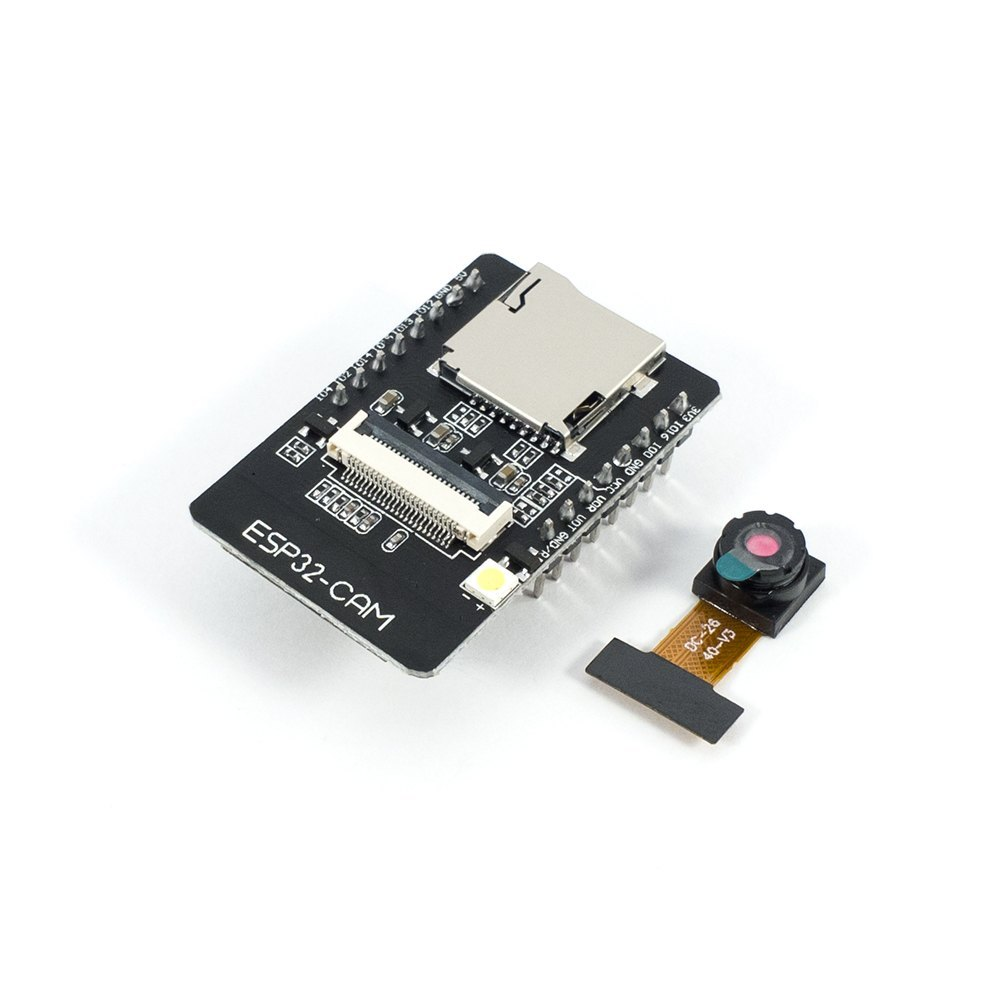 5V
GND
IO12
IO13
IO14
IO2
IO4
3V3
IO16
IO0
GND
VCC
UOR
UOT
GND/R
ESP32-CAM
- +
DC-26
40-V3